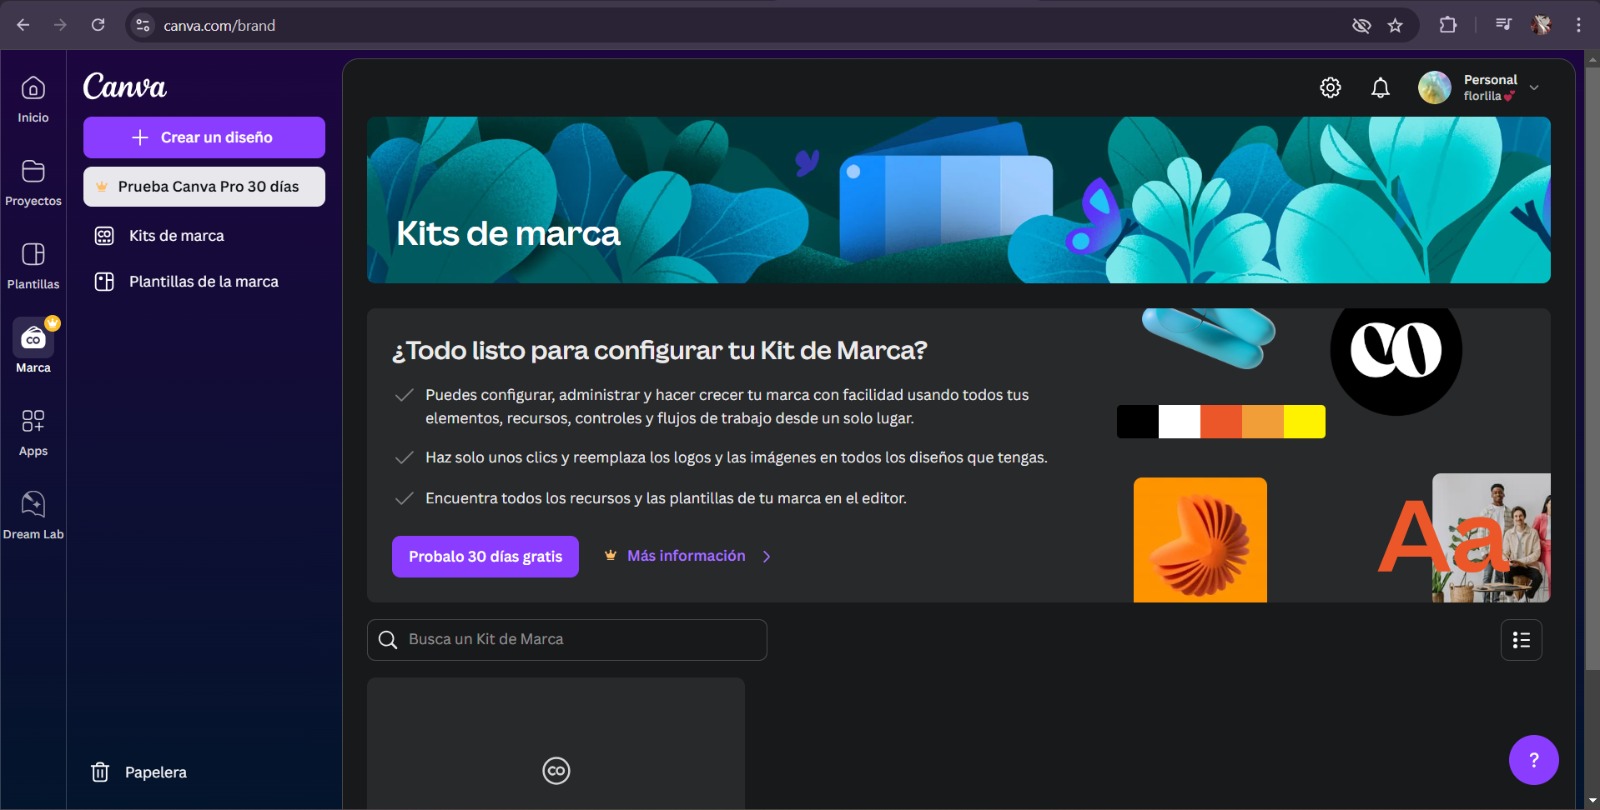 canva.com/brand
Canva
Inicio
Proyectos
Plantillas
CO
Marca
Apps
Dream Lab
Crear un diseño
Prueba Canva Pro 30 días
CO
Kits de marca
Plantillas de la marca
Papelera
Personal
florlila💕
Kits de marca
¿Todo listo para configurar tu Kit de Marca?
Puedes configurar, administrar y hacer crecer tu marca con facilidad usando todos tus
elementos, recursos, controles y flujos de trabajo desde un solo lugar.
Haz solo unos clics y reemplaza los logos y las imágenes en todos los diseños que tengas.
Encuentra todos los recursos y las plantillas de tu marca en el editor.
Probalo 30 días gratis
Más información
CO
Aa
Busca un Kit de Marca
CO
?